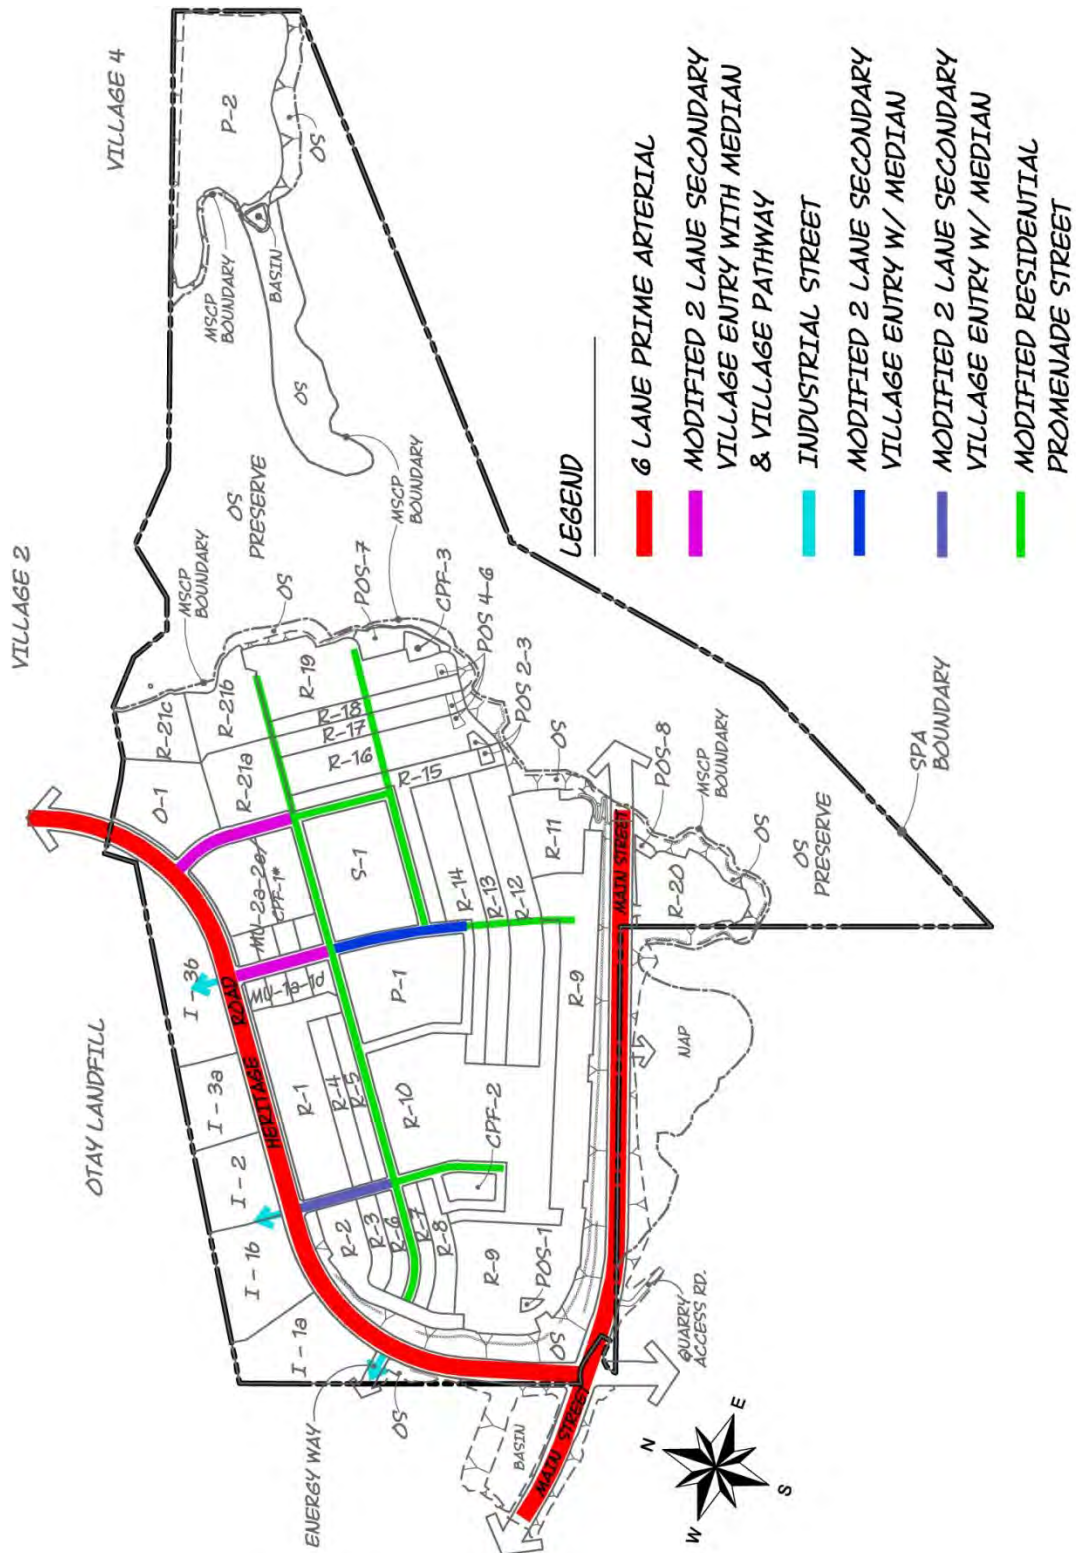 VILLAGE 4
VILLAGE 2
OTAY LANDFILL
P-2
OS
MSCP
BOUNDARY
BASIN
OS
MSCP
BOUNDARY
OS
PRESERVE
MSCP
BOUNDARY
OS
POS-7
CPF-3
POS 4-6
POS 2-3
R-21c
R-21b
R-19
R-18
R-17
R-16
R-15
O-1
R-21a
S-1
MU-2a-2e/
CPF-1*
MU-1a-1d
R-14
R-13
R-12
R-11
OS
POS-8
MSCP
BOUNDARY
OS
OS
PRESERVE
SPA
BOUNDARY
R-20
MAIN STREET
I - 3b
I - 3a
I - 2
I - 1b
I - 1a
HERITAGE ROAD
R-1
R-4
R-5
P-1
R-10
R-9
NAP
CPF-2
R-2
R-3
R-6
R-7
R-8
R-9
POS-1
OS
QUARRY
ACCESS RD.
ENERGY WAY
OS
BASIN
MAIN STREET
N
E
S
W
LEGEND
6 LANE PRIME ARTERIAL
MODIFIED 2 LANE SECONDARY
VILLAGE ENTRY WITH MEDIAN
& VILLAGE PATHWAY
INDUSTRIAL STREET
MODIFIED 2 LANE SECONDARY
VILLAGE ENTRY W/ MEDIAN
MODIFIED 2 LANE SECONDARY
VILLAGE ENTRY W/ MEDIAN
MODIFIED RESIDENTIAL
PROMENADE STREET